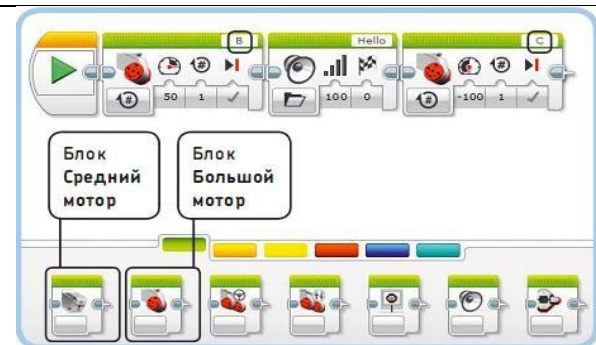 B Hello C
50 1 100 0 -100 1
Блок
Средний
мотор
Блок
Большой
мотор